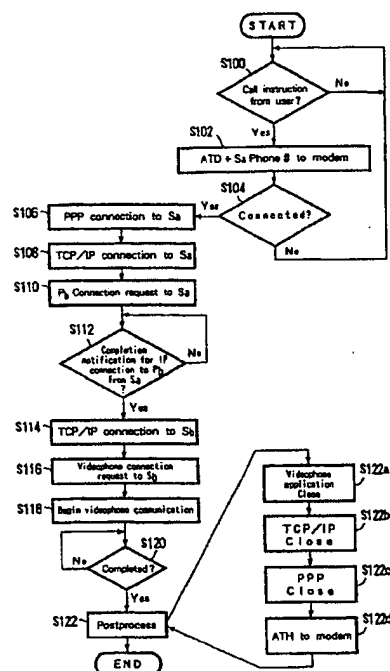 START
S100
Call instruction
from user?
No
Yes
S102
ATD + Sa Phone # to modem
S104
Connected?
Yes
No
S106
PPP connection to Sa
S108
TCP/IP connection to Sa
S110
Pb Connection request to Sa
S112
Completion
notification for IP
connection to Pb
from Sa
?
No
Yes
S114
TCP/IP connection to Sb
S116
Videophone connection
request to Sb
S118
Begin videophone communication
S120
Completed?
No
Yes
S122
Postprocess
END
S122a
Videophone
application
Close
S122b
TCP/IP
Close
S122c
PPP
Close
S122d
ATH to modem